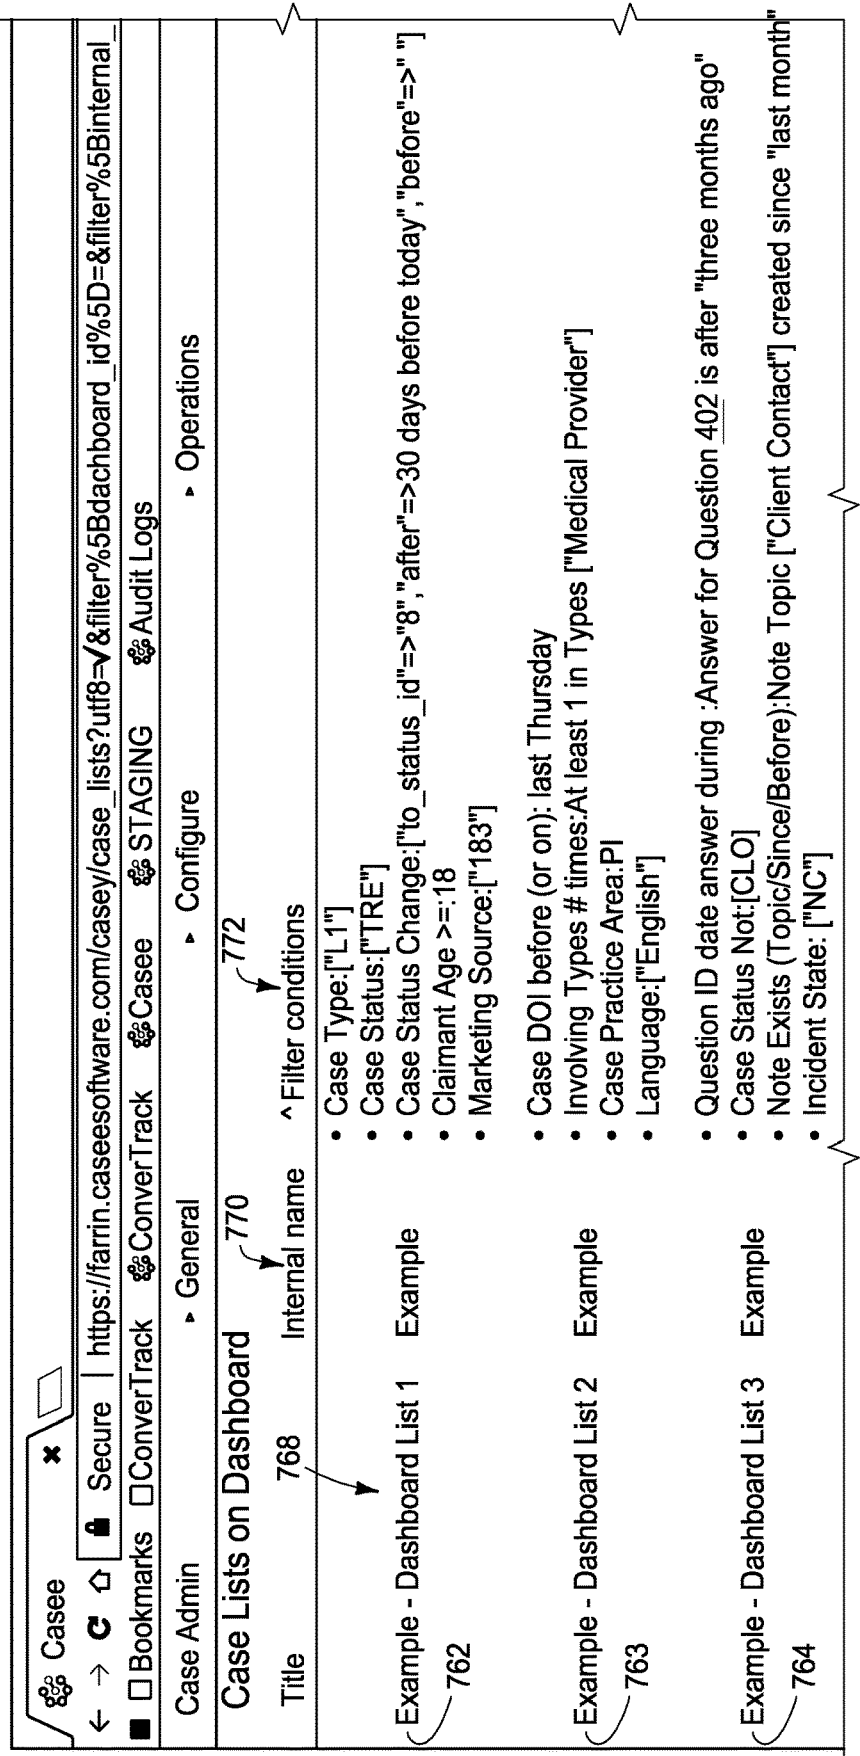 Casee ×
Secure | https://farrin.caseesoftware.com/casey/case_lists?utf8=✓&filter%5Bdachboard_id%5D=&filter%5Binternal_
Bookmarks ConverTrack ConverTrack Casee STAGING Audit Logs
Case Admin ▸ General ▸ Configure ▸ Operations
Case Lists on Dashboard
768 770 772
Title Internal name ^ Filter conditions
Example - Dashboard List 1 Example
762
• Case Type:["L1"]
• Case Status:["TRE"]
• Case Status Change:["to_status_id"=>"8","after"=>30 days before today","before"=>" "]
• Claimant Age >=:18
• Marketing Source:["183"]
Example - Dashboard List 2 Example
763
• Case DOI before (or on): last Thursday
• Involving Types # times:At least 1 in Types ["Medical Provider"]
• Case Practice Area:PI
• Language:["English"]
Example - Dashboard List 3 Example
764
• Question ID date answer during :Answer for Question 402 is after "three months ago"
• Case Status Not:[CLO]
• Note Exists (Topic/Since/Before):Note Topic ["Client Contact"] created since "last month"
• Incident State: ["NC"]